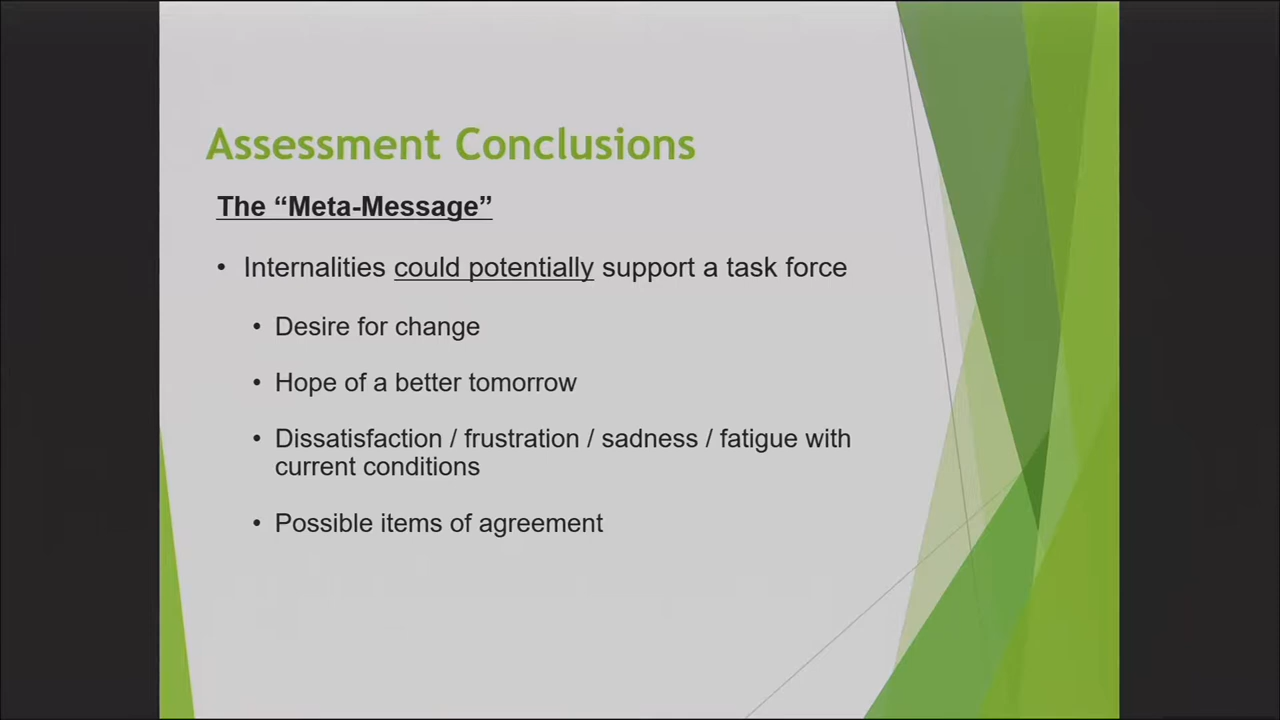 Assessment Conclusions
The “Meta-Message”
• Internalities could potentially support a task force
• Desire for change
• Hope of a better tomorrow
• Dissatisfaction / frustration / sadness / fatigue with
current conditions
• Possible items of agreement